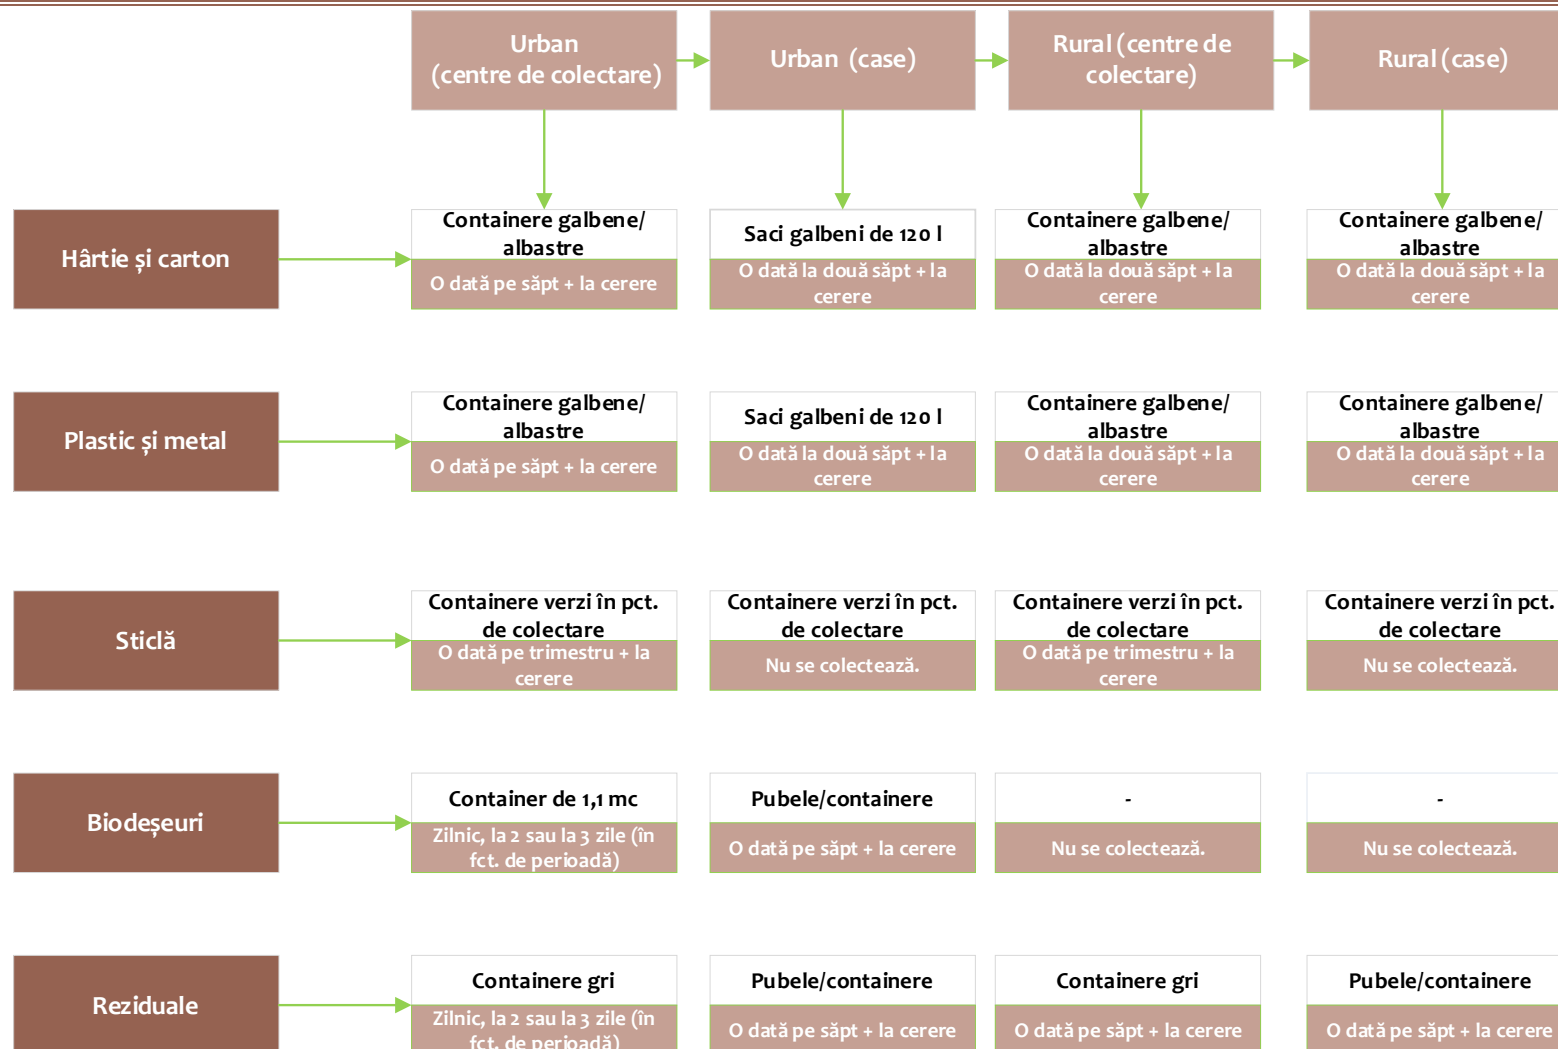 Urban
(centre de colectare)
Urban (case)
Rural (centre de
colectare)
Rural (case)
Hârtie și carton
Containere galbene/
albastre
O dată pe săpt + la cerere
Saci galbeni de 120 l
O dată la două săpt + la
cerere
Containere galbene/
albastre
O dată la două săpt + la
cerere
Containere galbene/
albastre
O dată la două săpt + la
cerere
Plastic și metal
Containere galbene/
albastre
O dată pe săpt + la cerere
Saci galbeni de 120 l
O dată la două săpt + la
cerere
Containere galbene/
albastre
O dată la două săpt + la
cerere
Containere galbene/
albastre
O dată la două săpt + la
cerere
Sticlă
Containere verzi în pct.
de colectare
O dată pe trimestru + la
cerere
Containere verzi în pct.
de colectare
Nu se colectează.
Containere verzi în pct.
de colectare
O dată pe trimestru + la
cerere
Containere verzi în pct.
de colectare
Nu se colectează.
Biodeșeuri
Container de 1,1 mc
Zilnic, la 2 sau la 3 zile (în
fct. de perioadă)
Pubele/containere
O dată pe săpt + la cerere
-
Nu se colectează.
-
Nu se colectează.
Reziduale
Containere gri
Zilnic, la 2 sau la 3 zile (în
fct. de perioadă)
Pubele/containere
O dată pe săpt + la cerere
Containere gri
O dată pe săpt + la cerere
Pubele/containere
O dată pe săpt + la cerere